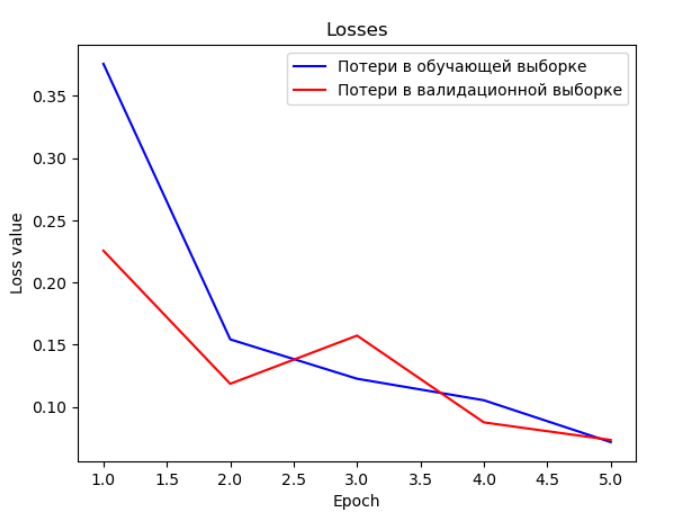 Losses
Потери в обучающей выборке
Потери в валидационной выборке
Loss value
0.35
0.30
0.25
0.20
0.15
0.10
1.0 1.5 2.0 2.5 3.0 3.5 4.0 4.5 5.0
Epoch